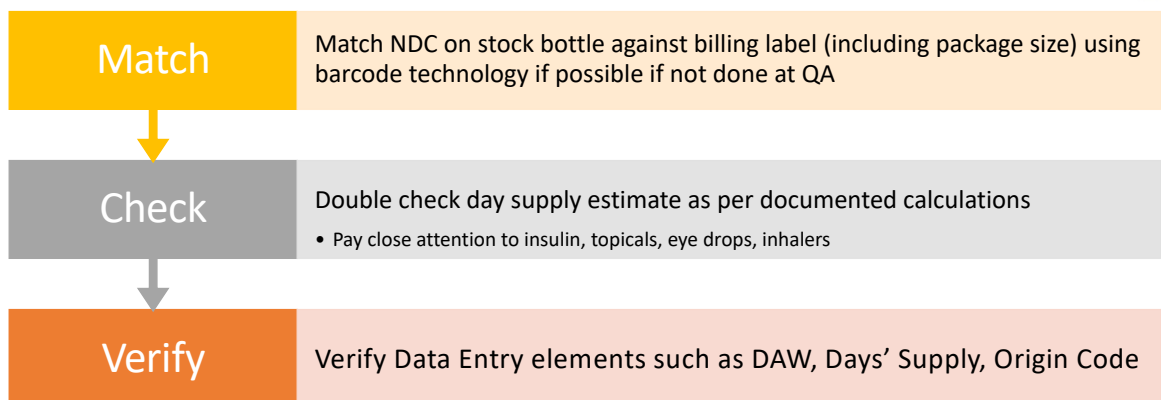 Match
Match NDC on stock bottle against billing label (including package size) using
barcode technology if possible if not done at QA
Check
Double check day supply estimate as per documented calculations
• Pay close attention to insulin, topicals, eye drops, inhalers
Verify
Verify Data Entry elements such as DAW, Days’ Supply, Origin Code